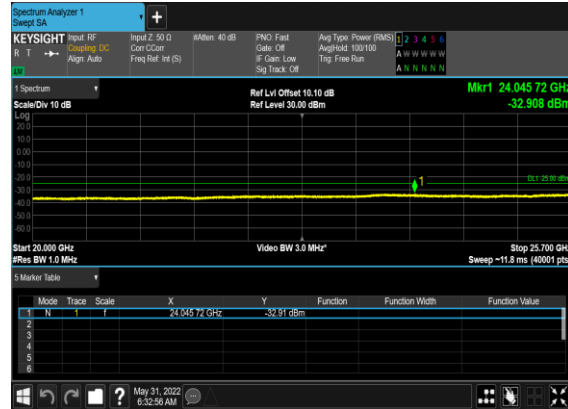 Spectrum Analyzer 1
Swept SA
+
KEYSIGHT Input: RF Input Z: 50 Ω #Atten: 40 dB PNO: Fast Avg Type: Power (RMS) 1 2 3 4 5 6
R T Coupling: DC Corr CCorr Gate: Off Avg|Hold: 100/100 A W W W W W
Align: Auto Freq Ref: Int (S) IF Gain: Low Trig: Free Run
Sig Track: Off A N N N N N
1 Spectrum Ref Lvl Offset 10.10 dB Mkr1 24.045 72 GHz
Scale/Div 10 dB Ref Level 30.00 dBm -32.908 dBm
Log
20.0
10.0
0.00
-10.0
-20.0
1
DL1 -25.00 dBm
-30.0
-40.0
-50.0
-60.0
Start 20.000 GHz Video BW 3.0 MHz* Stop 25.700 GHz
#Res BW 1.0 MHz Sweep ~11.8 ms (40001 pts)
5 Marker Table
Mode Trace Scale X Y Function Function Width Function Value
1 N 1 f 24.045 72 GHz -32.91 dBm
2
3
4
5
6
? May 31, 2022
6:32:56 AM